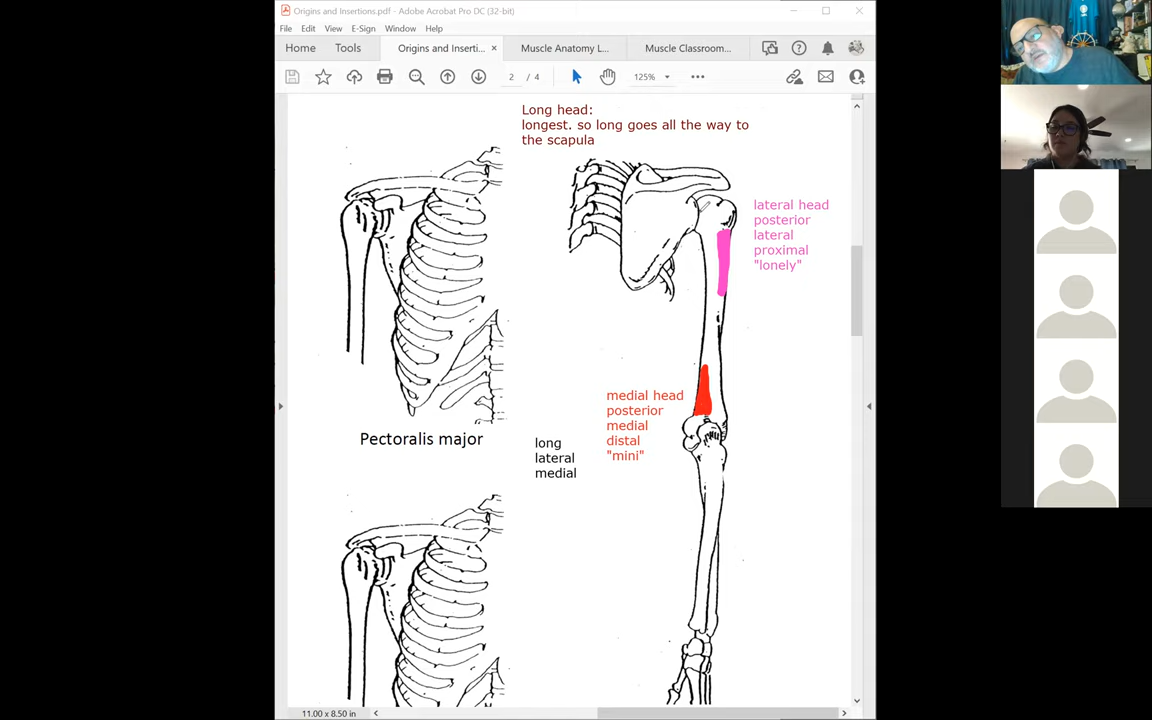 Origins and Insertions.pdf - Adobe Acrobat Pro DC (32-bit)
File Edit View E-Sign Window Help
Home Tools Origins and Inserti... × Muscle Anatomy L... Muscle Classroom...
2 / 4 125%
Long head:
longest. so long goes all the way to
the scapula
lateral head
posterior
lateral
proximal
"lonely"
medial head
posterior
medial
distal
"mini"
Pectoralis major
long
lateral
medial
11.00 x 8.50 in